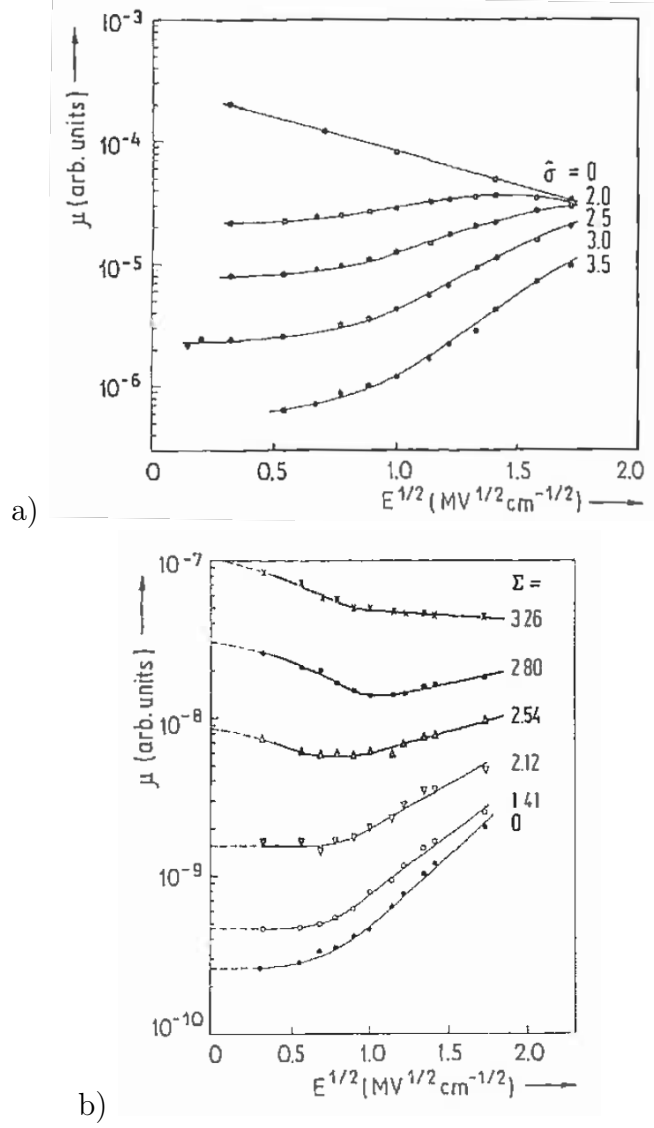 10⁻³
10⁻⁴
10⁻⁵
10⁻⁶
μ (arb. units)
σ̂ = 0
2.0
2.5
3.0
3.5
0 0.5 1.0 1.5 2.0
E^1/2 (MV^1/2 cm^-1/2)
a)
10⁻⁷
10⁻⁸
10⁻⁹
10⁻¹⁰
μ (arb. units)
Σ =
3.26
2.80
2.54
2.12
1.41
0
0 0.5 1.0 1.5 2.0
E^1/2 (MV^1/2 cm^-1/2)
b)